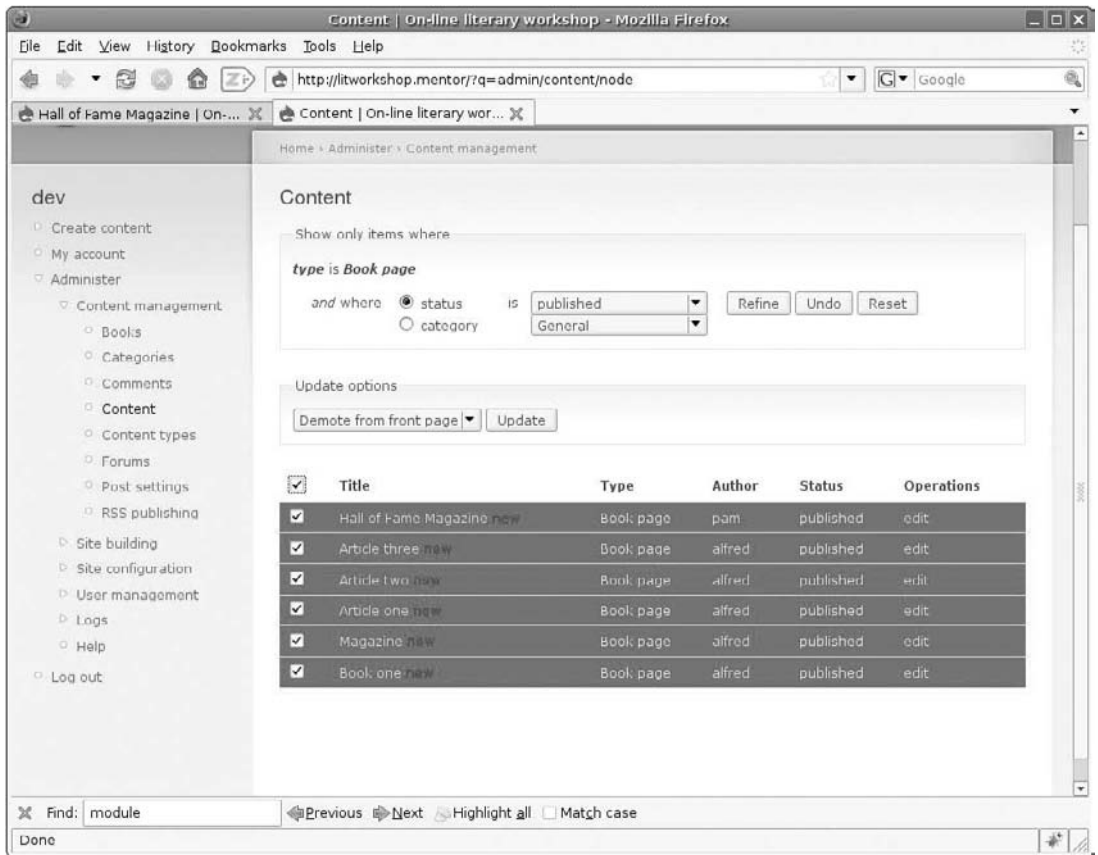 Content | On-line literary workshop - Mozilla Firefox
File Edit View History Bookmarks Tools Help
http://litworkshop.mentor/?q=admin/content/node
G Google
Hall of Fame Magazine | On-... Content | On-line literary wor...
Home › Administer › Content management
dev
Create content
My account
Administer
Content management
Books
Categories
Comments
Content
Content types
Forums
Post settings
RSS publishing
Site building
Site configuration
User management
Logs
Help
Log out
Content
Show only items where
type is Book page
and where status is published Refine Undo Reset
category General
Update options
Demote from front page Update
Title Type Author Status Operations
Hall of Fame Magazine new Book page pam published edit
Article three new Book page alfred published edit
Article two new Book page alfred published edit
Article one new Book page alfred published edit
Magazine new Book page alfred published edit
Book one new Book page alfred published edit
Find: module Previous Next Highlight all Match case
Done